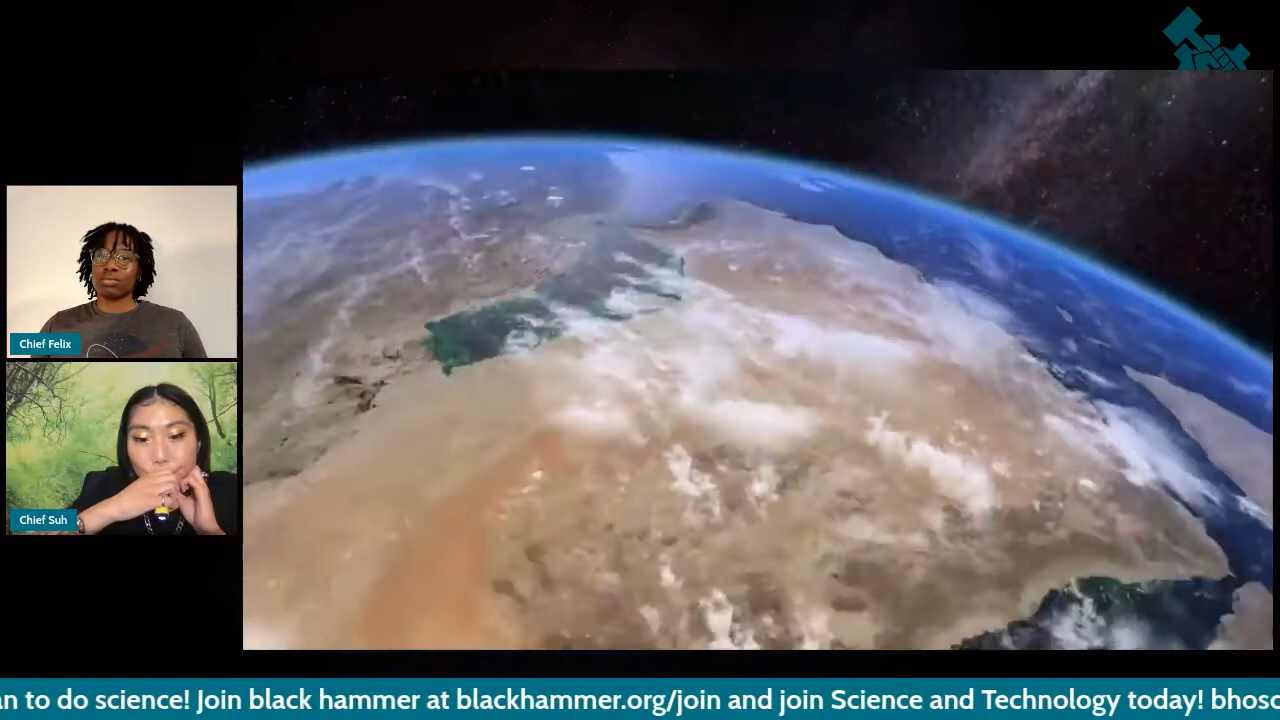 Chief Felix
Chief Suh
an to do science! Join black hammer at blackhammer.org/join and join Science and Technology today! bhosc